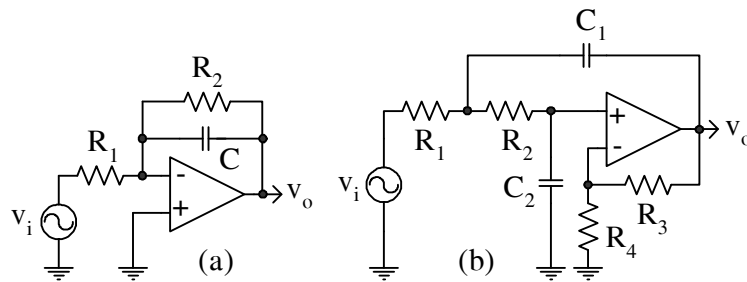 R₂
C
R₁
-
+
vᵢ
vₒ
(a)
C₁
R₁
R₂
+
-
vᵢ
C₂
vₒ
R₃
R₄
(b)